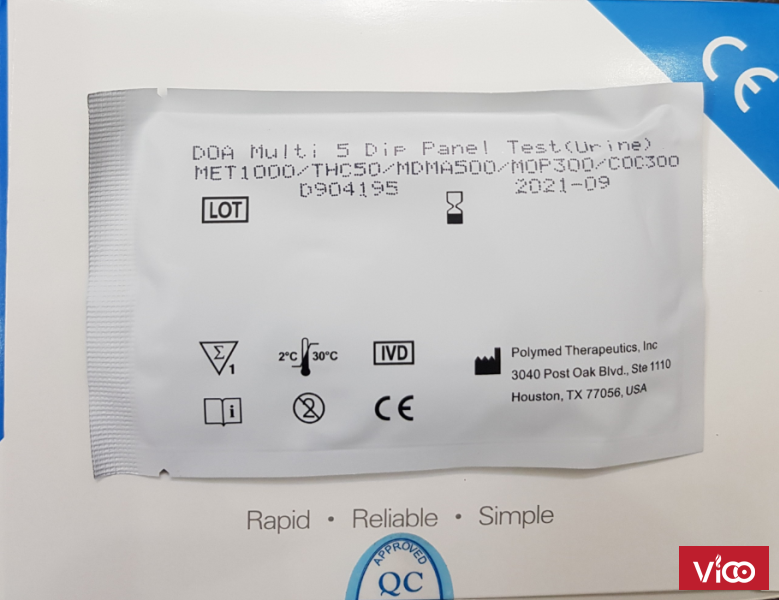 CE
DOA Multi 5 Dip Panel Test(Urine)
MET1000/THC50/MDMA500/MOP300/COC300
D904195 2021-09
LOT
Σ 1 2°C 30°C IVD
i 2 CE
Polymed Therapeutics, Inc
3040 Post Oak Blvd., Ste 1110
Houston, TX 77056, USA
Rapid • Reliable • Simple
APPROVED
QC
ViCO